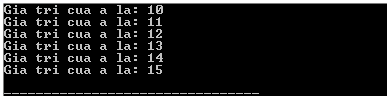 Gia tri cua a la: 10
Gia tri cua a la: 11
Gia tri cua a la: 12
Gia tri cua a la: 13
Gia tri cua a la: 14
Gia tri cua a la: 15
--------------------------------